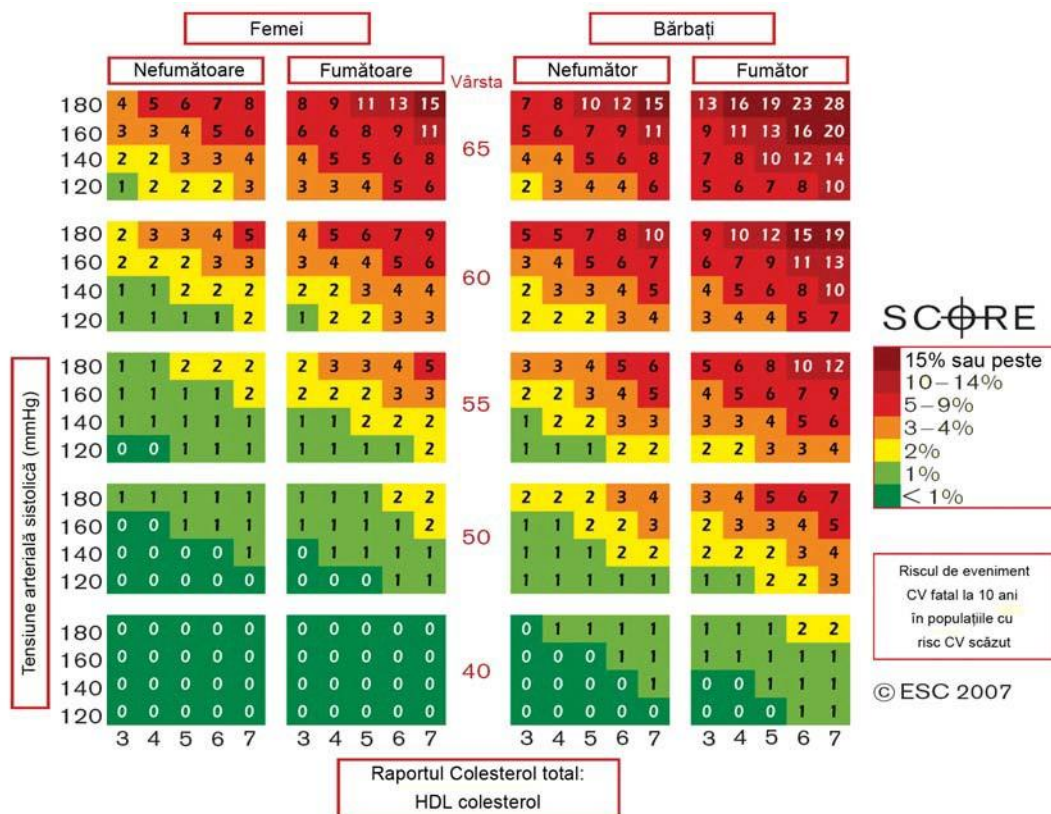 Femei Bărbați
Nefumătoare Fumătoare Vârsta Nefumător Fumător
180 4 5 6 7 8 8 9 11 13 15 7 8 10 12 15 13 16 19 23 28
160 3 3 4 5 6 6 6 8 9 11 5 6 7 9 11 9 11 13 16 20
65
140 2 2 3 3 4 4 5 5 6 8 4 4 5 6 8 7 8 10 12 14
120 1 2 2 2 3 3 3 4 5 6 2 3 4 4 6 5 6 7 8 10
180 2 3 3 4 5 4 5 6 7 9 5 5 7 8 10 9 10 12 15 19
160 2 2 2 3 3 3 4 4 5 6 3 4 5 6 7 6 7 9 11 13
60
140 1 1 2 2 2 2 2 3 4 4 2 3 3 4 5 4 5 6 8 10
120 1 1 1 1 2 1 2 2 3 3 2 2 2 3 4 3 4 4 5 7
180 1 1 2 2 2 2 3 3 4 5 3 3 4 5 6 5 6 8 10 12
160 1 1 1 1 2 2 2 2 3 3 2 2 3 4 5 4 5 6 7 9
55
140 1 1 1 1 1 1 1 2 2 2 1 2 2 3 3 3 3 4 5 6
120 0 0 1 1 1 1 1 1 1 2 1 1 1 2 2 2 2 3 3 4
180 1 1 1 1 1 1 1 1 2 2 2 2 2 3 4 3 4 5 6 7
160 0 0 1 1 1 1 1 1 1 2 1 1 2 2 3 2 3 3 4 5
50
140 0 0 0 0 1 0 1 1 1 1 1 1 1 2 2 2 2 2 3 4
120 0 0 0 0 0 0 0 0 1 1 1 1 1 1 1 1 1 2 2 3
180 0 0 0 0 0 0 0 0 0 0 0 1 1 1 1 1 1 1 2 2
160 0 0 0 0 0 0 0 0 0 0 0 0 0 1 1 1 1 1 1 1
40
140 0 0 0 0 0 0 0 0 0 0 0 0 0 0 1 0 0 1 1 1
120 0 0 0 0 0 0 0 0 0 0 0 0 0 0 0 0 0 0 1 1
3 4 5 6 7 3 4 5 6 7 3 4 5 6 7 3 4 5 6 7
Tensiune arterială sistolică (mmHg)
Raportul Colesterol total:
HDL colesterol
SCORE
15% sau peste
10–14%
5–9%
3–4%
2%
1%
< 1%
Riscul de eveniment
CV fatal la 10 ani
în populațiile cu
risc CV scăzut
© ESC 2007